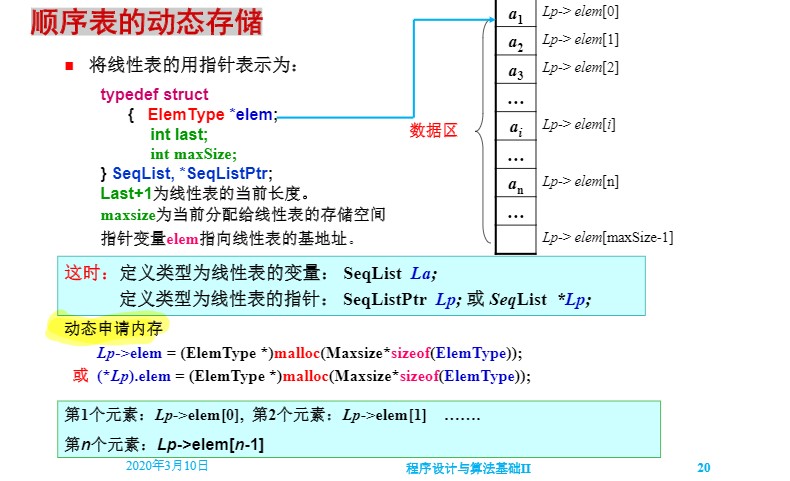 顺序表的动态存储
将线性表的用指针表示为：
typedef struct
{ ElemType *elem;
int last;
int maxSize;
} SeqList, *SeqListPtr;
Last+1为线性表的当前长度。
maxsize为当前分配给线性表的存储空间
指针变量elem指向线性表的基地址。
数据区
a1 Lp-> elem[0]
a2 Lp-> elem[1]
a3 Lp-> elem[2]
…
ai Lp-> elem[i]
…
an Lp-> elem[n]
…
Lp-> elem[maxSize-1]
这时：定义类型为线性表的变量： SeqList La;
定义类型为线性表的指针： SeqListPtr Lp; 或 SeqList *Lp;
动态申请内存
Lp->elem = (ElemType *)malloc(Maxsize*sizeof(ElemType));
或 (*Lp).elem = (ElemType *)malloc(Maxsize*sizeof(ElemType));
第1个元素：Lp->elem[0], 第2个元素：Lp->elem[1] …….
第n个元素：Lp->elem[n-1]
2020年3月10日 程序设计与算法基础II 20